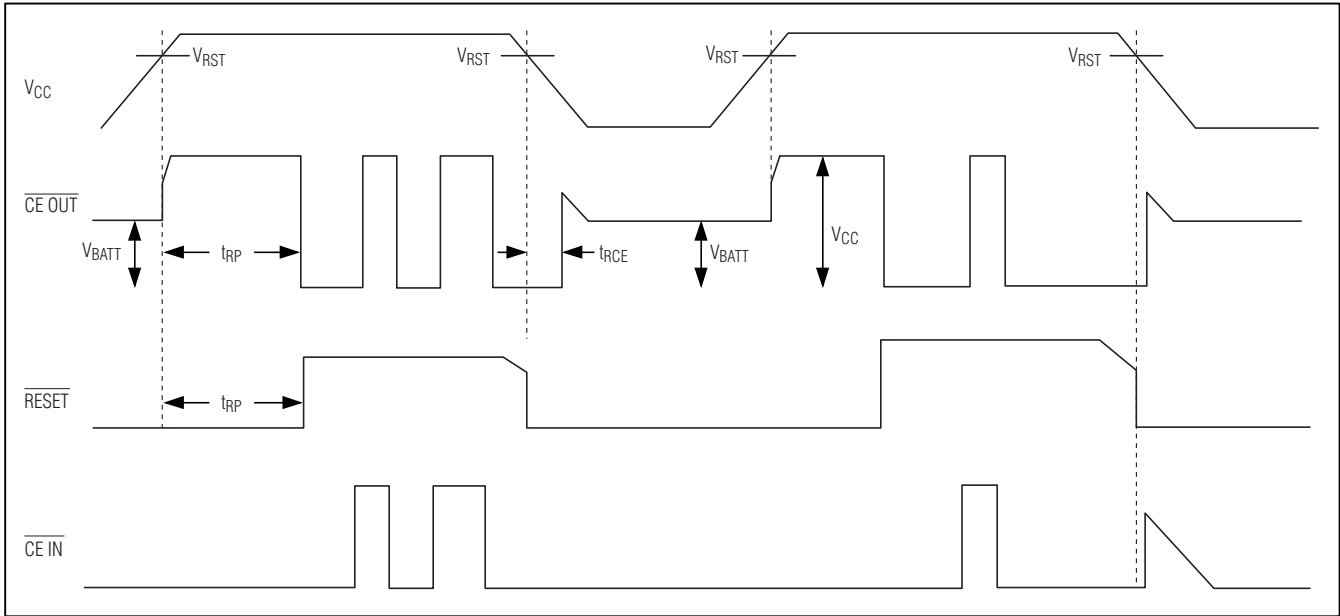 VRST
VRST
VRST
VRST
VCC
CE OUT
VBATT
tRP
tRCE
VBATT
VCC
RESET
tRP
CE IN